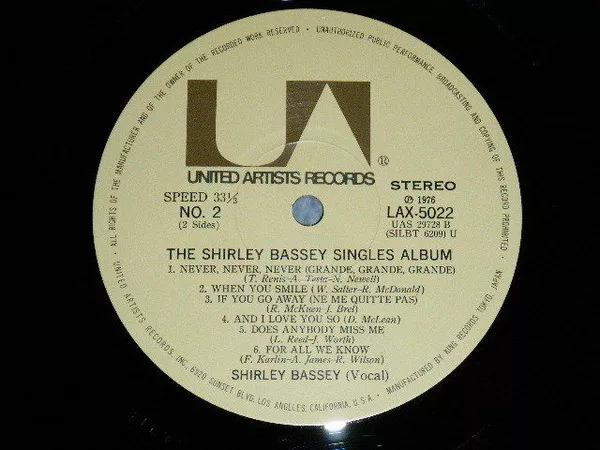 • ALL RIGHTS OF THE MANUFACTURER AND OF THE OWNER OF THE RECORDED WORK RESERVED • UNAUTHORIZED PUBLIC PERFORMANCE, BROADCASTING AND COPYING OF THIS RECORD PROHIBITED •
UA
®
UNITED ARTISTS RECORDS
SPEED 33⅓
STEREO
NO. 2
℗ 1976
(2 Sides)
LAX-5022
UAS 29728 B
(SILBT 6209) U
THE SHIRLEY BASSEY SINGLES ALBUM
1. NEVER, NEVER, NEVER (GRANDE, GRANDE, GRANDE)
(T. Renis-A. Testa-N. Newell)
2. WHEN YOU SMILE (W. Salter-R. McDonald)
3. IF YOU GO AWAY (NE ME QUITTE PAS)
(R. McKuen J. Brel)
4. AND I LOVE YOU SO (D. McLean)
5. DOES ANYBODY MISS ME
(L. Reed-J. Worth)
6. FOR ALL WE KNOW
(F. Karlin-A. James-R. Wilson)
SHIRLEY BASSEY (Vocal)
UNITED ARTISTS RECORDS, INC., 6920 SUNSET BLVD, LOS ANGELES, CALIFORNIA, U.S.A. • MANUFACTURED BY KING RECORDS TOKYO, JAPAN